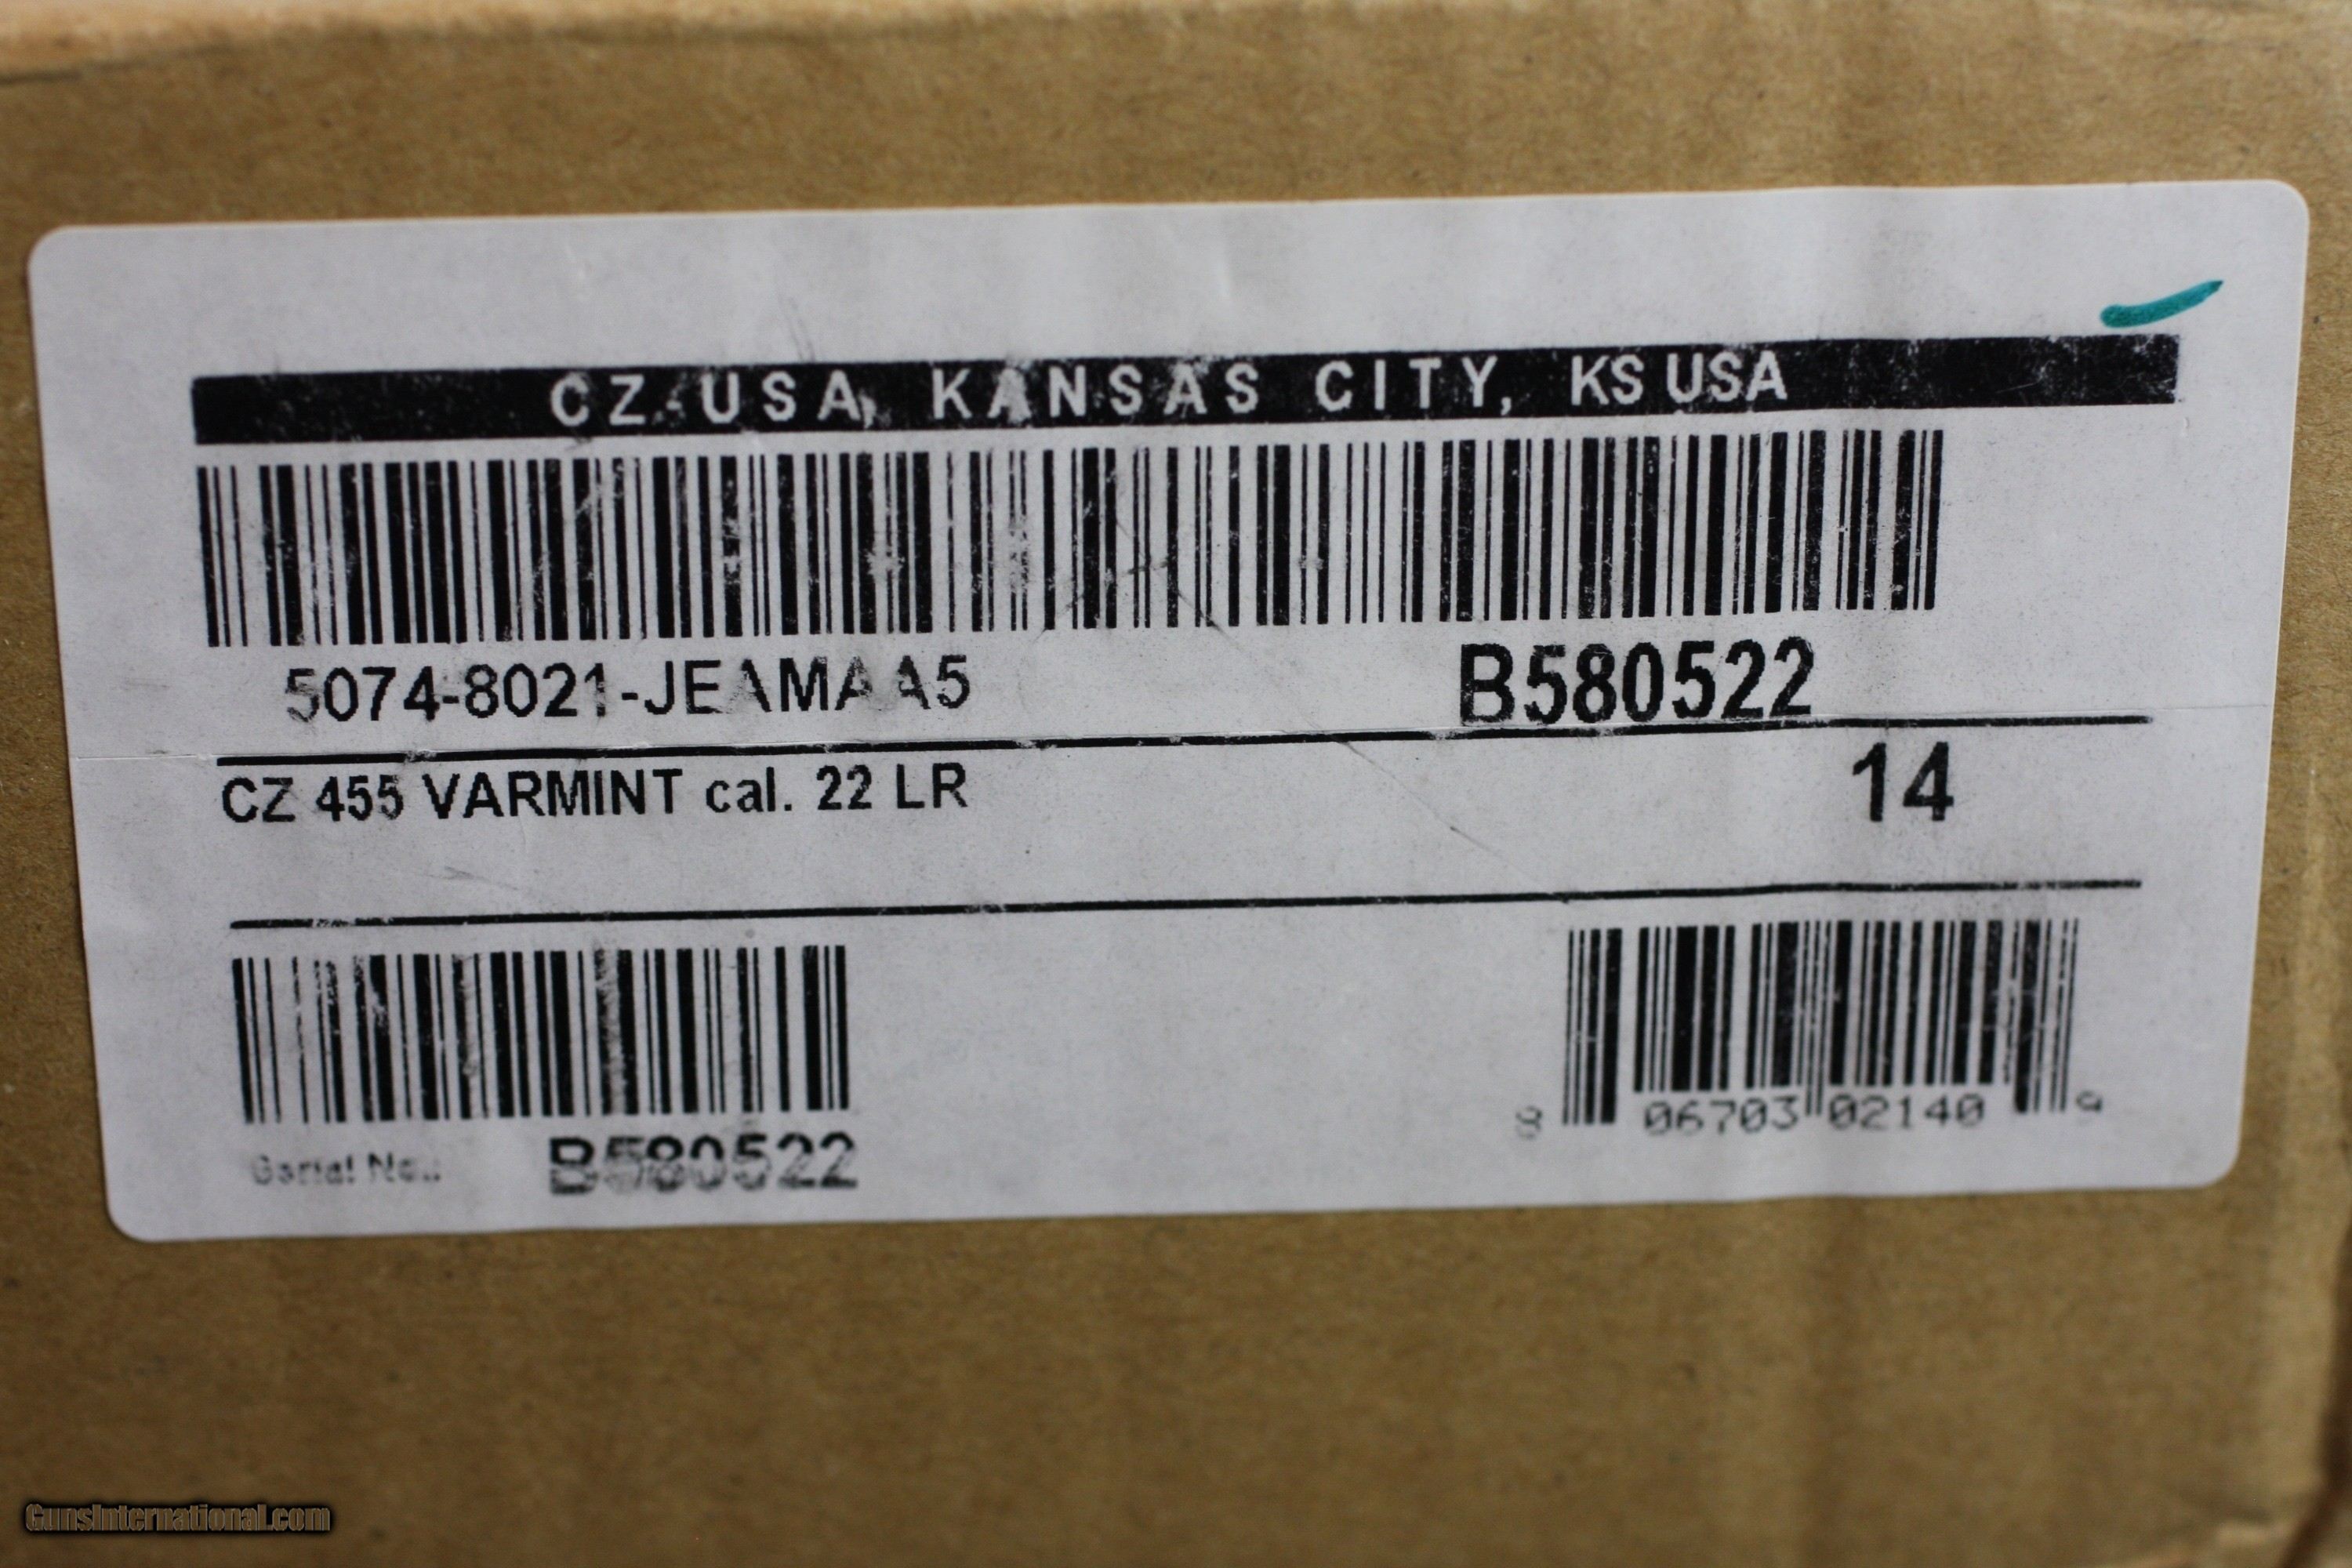 CZ-USA, KANSAS CITY, KS USA
5074-8021-JEAMAA5 B580522
CZ 455 VARMINT cal. 22 LR 14
Serial No.: B580522
8 06703 02140 9
GunsInternational.com